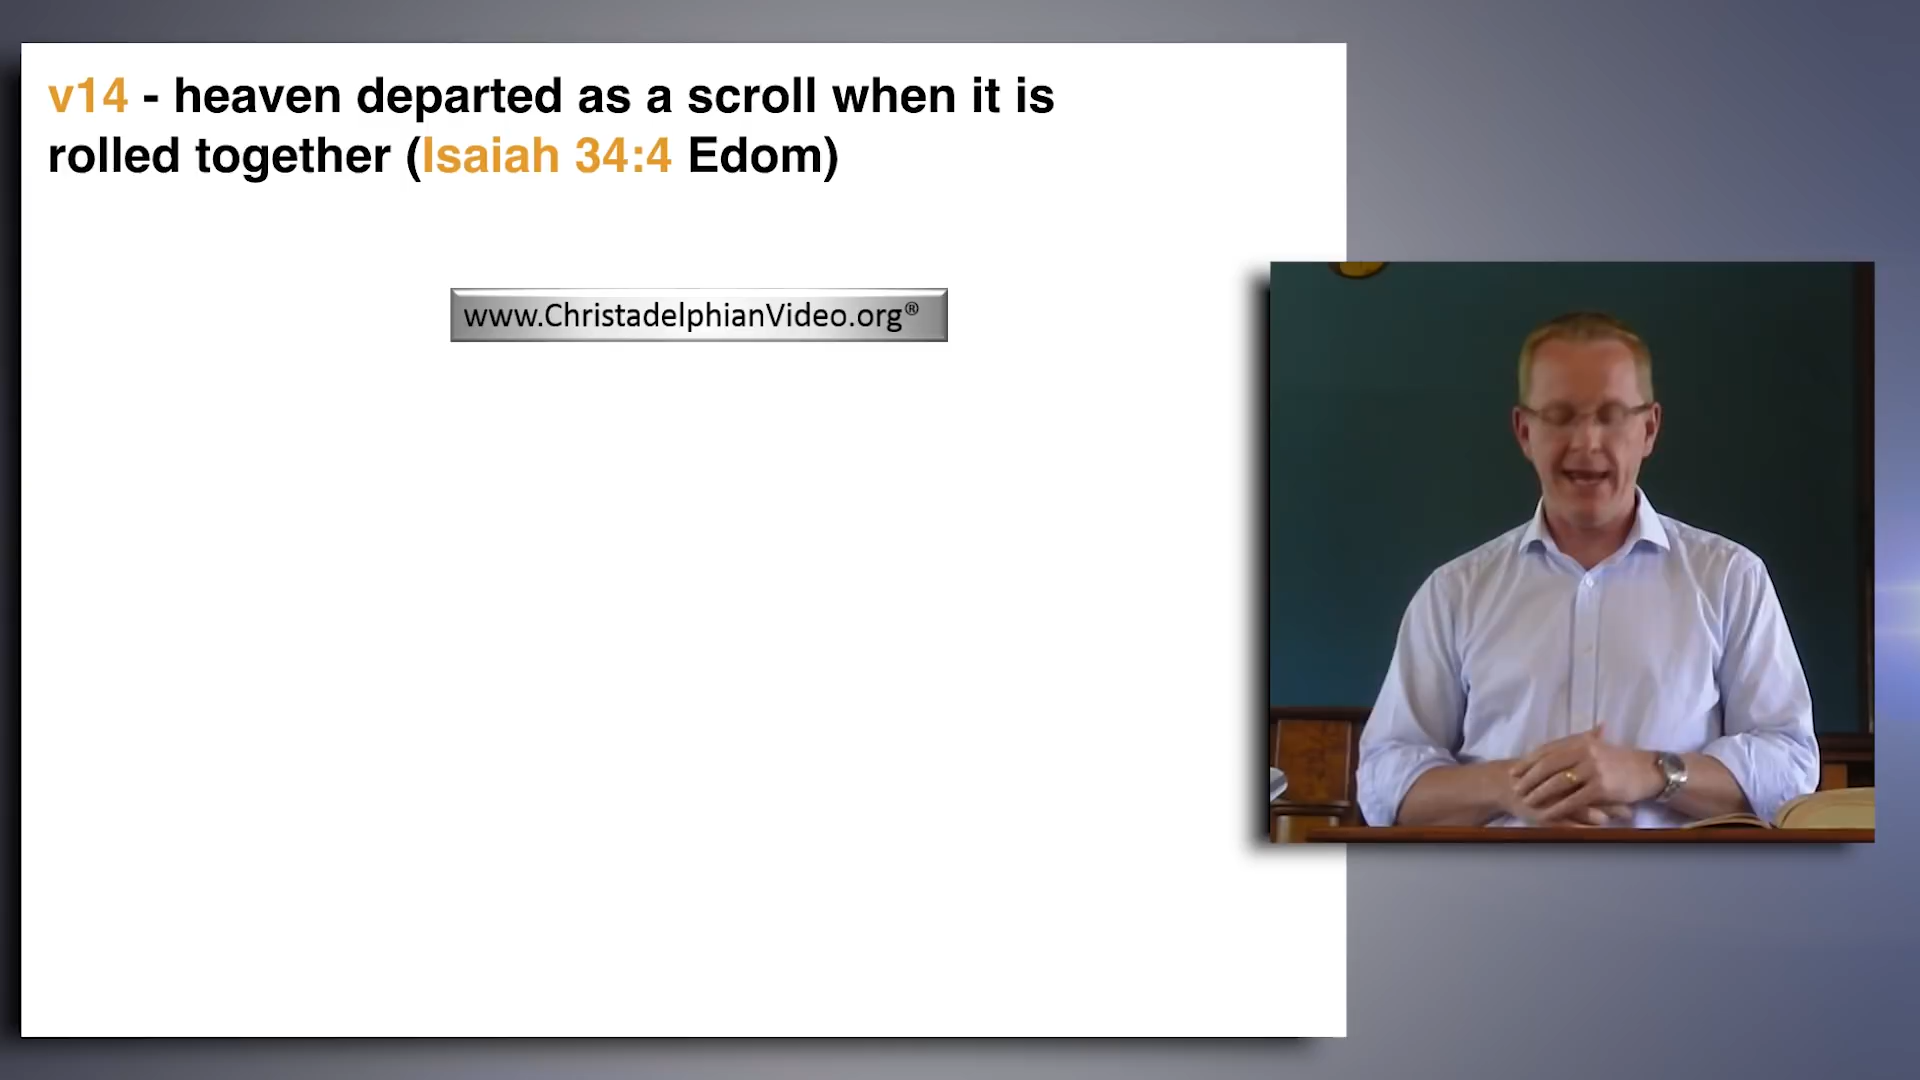 v14 - heaven departed as a scroll when it is
rolled together (Isaiah 34:4 Edom)
www.ChristadelphianVideo.org®